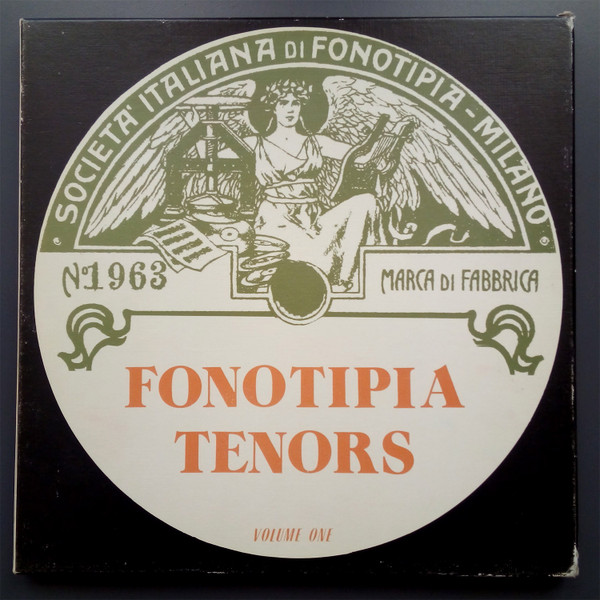 SOCIETA' ITALIANA DI FONOTIPIA - MILANO
No1963
MARCA DI FABBRICA
FONOTIPIA
TENORS
VOLUME ONE